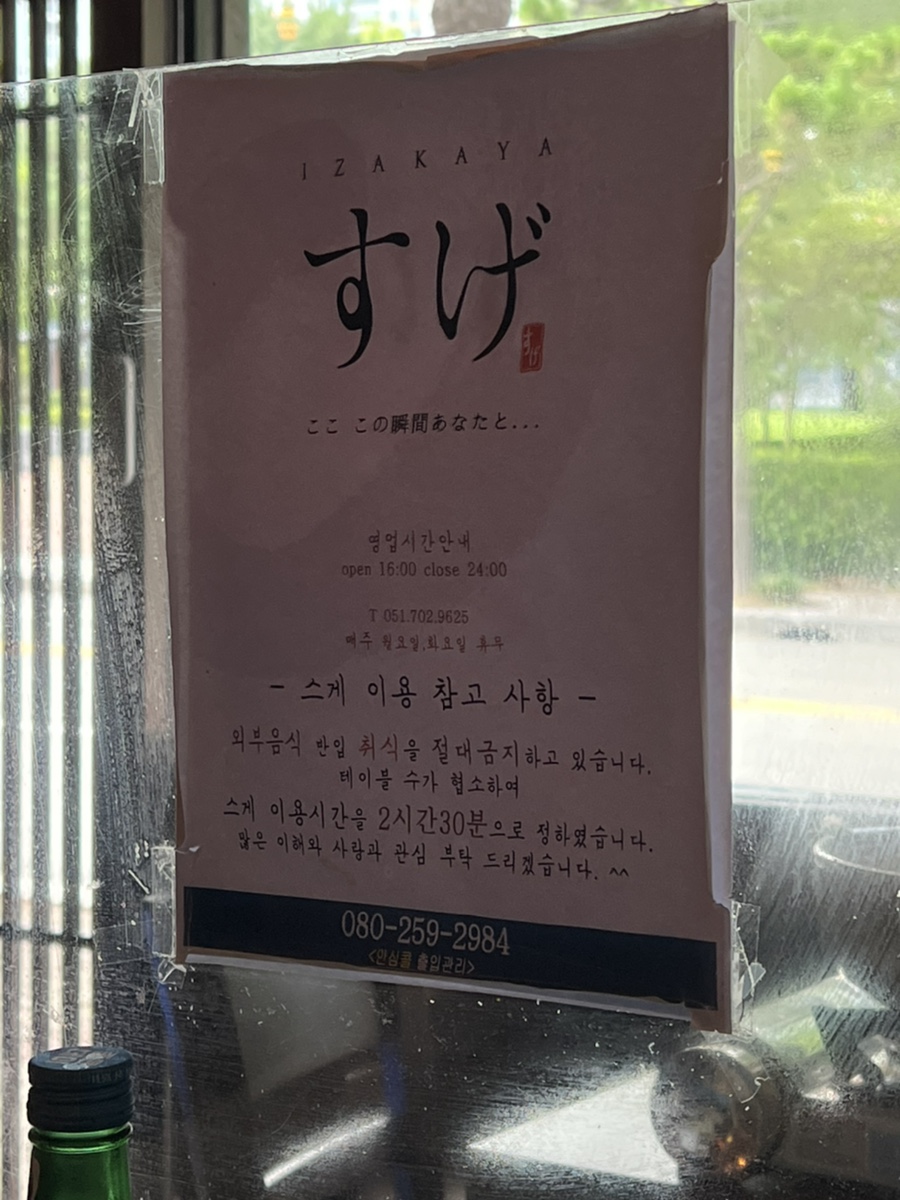 IZAKAYA
すげ
すげ
ここ この瞬間あなたと...
영업시간안내
open 16:00 close 24:00
T 051.702.9625
매주 월요일,화요일 휴무
- 스게 이용 참고 사항 -
외부음식 반입 취식을 절대금지하고 있습니다.
테이블 수가 협소하여
스게 이용시간을 2시간30분으로 정하였습니다.
많은 이해와 사랑과 관심 부탁 드리겠습니다. ^^
080-259-2984
<안심콜 출입관리>